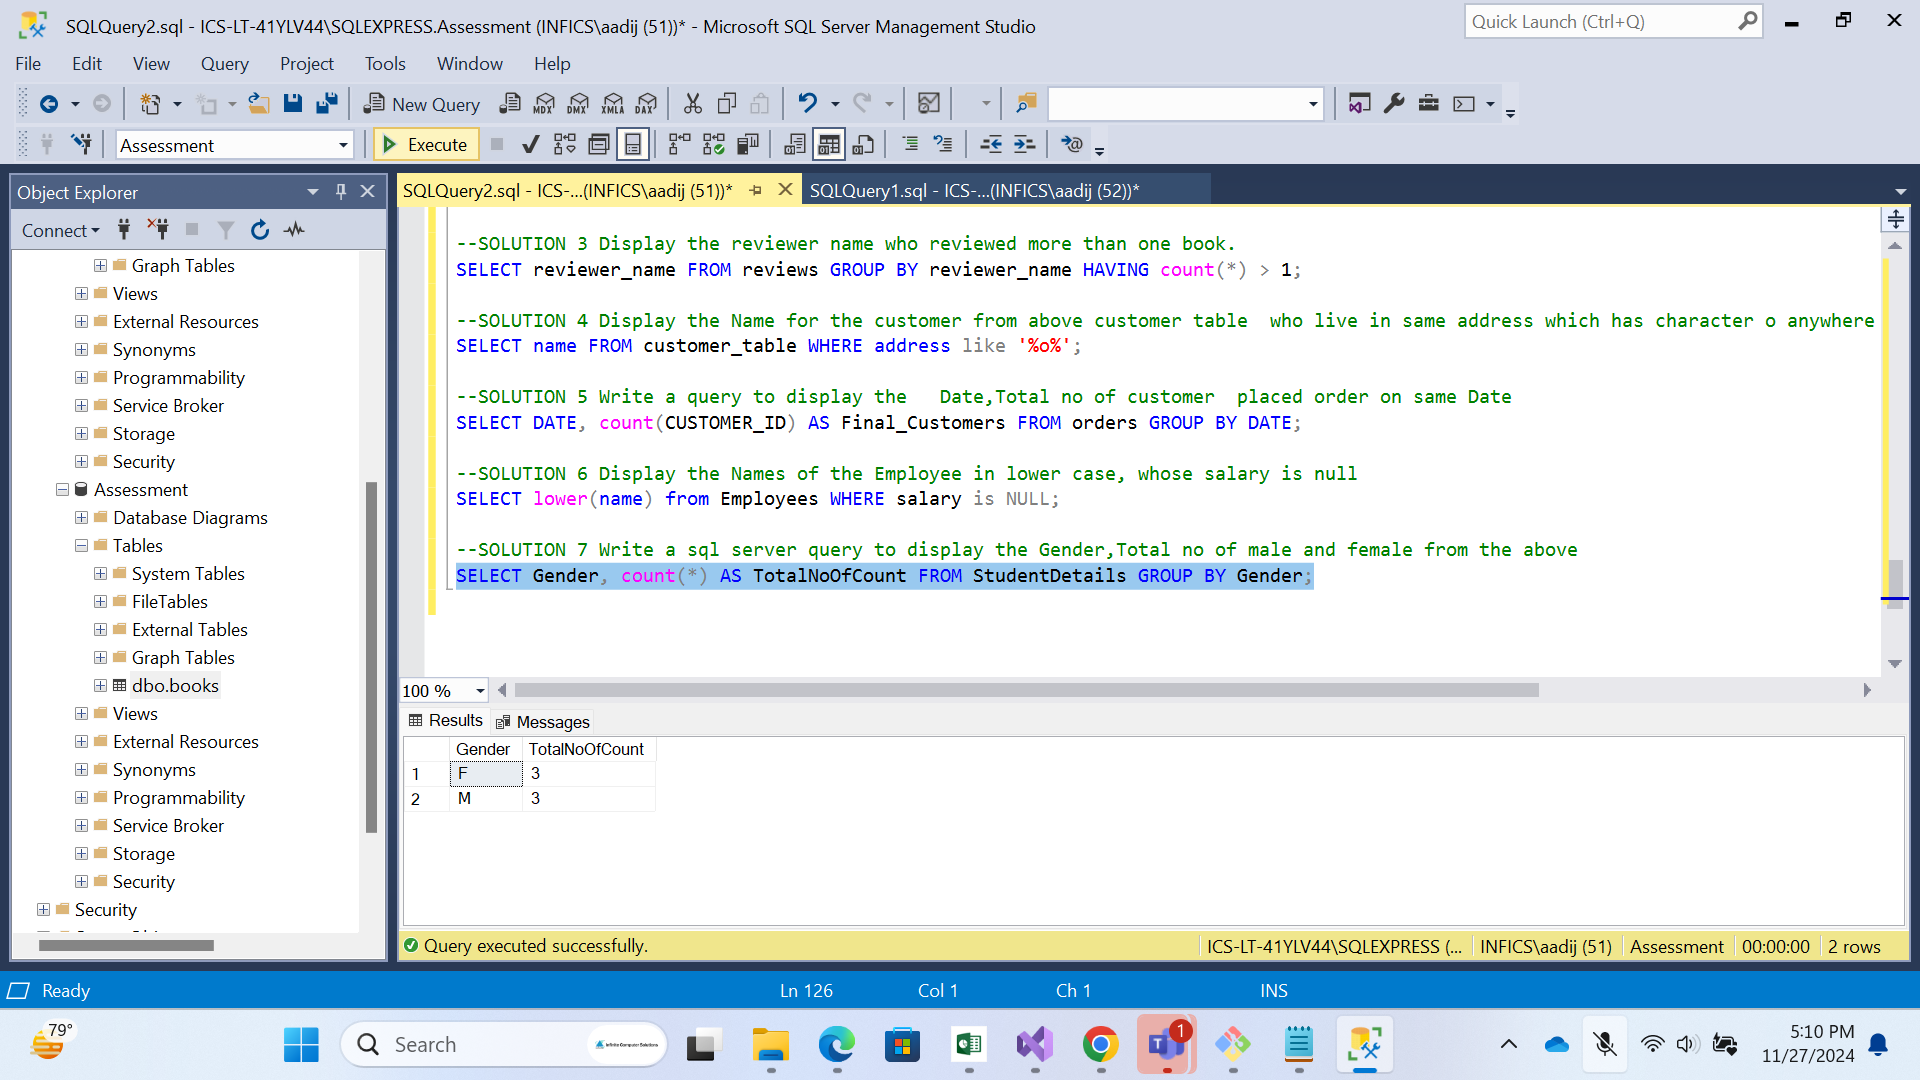 SQLQuery2.sql - ICS-LT-41YLV44\SQLEXPRESS.Assessment (INFICS\aadij (51))* - Microsoft SQL Server Management Studio
Quick Launch (Ctrl+Q)
File Edit View Query Project Tools Window Help
New Query MDX DMX XMLA DAX
Assessment Execute
Object Explorer
Connect
Graph Tables
Views
External Resources
Synonyms
Programmability
Service Broker
Storage
Security
Assessment
Database Diagrams
Tables
System Tables
FileTables
External Tables
Graph Tables
dbo.books
Views
External Resources
Synonyms
Programmability
Service Broker
Storage
Security
Security
SQLQuery2.sql - ICS-...(INFICS\aadij (51))* SQLQuery1.sql - ICS-...(INFICS\aadij (52))*
--SOLUTION 3 Display the reviewer name who reviewed more than one book.
SELECT reviewer_name FROM reviews GROUP BY reviewer_name HAVING count(*) > 1;
--SOLUTION 4 Display the Name for the customer from above customer table  who live in same address which has character o anywhere
SELECT name FROM customer_table WHERE address like '%o%';
--SOLUTION 5 Write a query to display the   Date,Total no of customer  placed order on same Date
SELECT DATE, count(CUSTOMER_ID) AS Final_Customers FROM orders GROUP BY DATE;
--SOLUTION 6 Display the Names of the Employee in lower case, whose salary is null
SELECT lower(name) from Employees WHERE salary is NULL;
--SOLUTION 7 Write a sql server query to display the Gender,Total no of male and female from the above
SELECT Gender, count(*) AS TotalNoOfCount FROM StudentDetails GROUP BY Gender;
100 %
Results Messages
Gender TotalNoOfCount
1 F 3
2 M 3
Query executed successfully. ICS-LT-41YLV44\SQLEXPRESS (... INFICS\aadij (51) Assessment 00:00:00 2 rows
Ready Ln 126 Col 1 Ch 1 INS
79°
Search
Infinite Computer Solutions
1
5:10 PM
11/27/2024